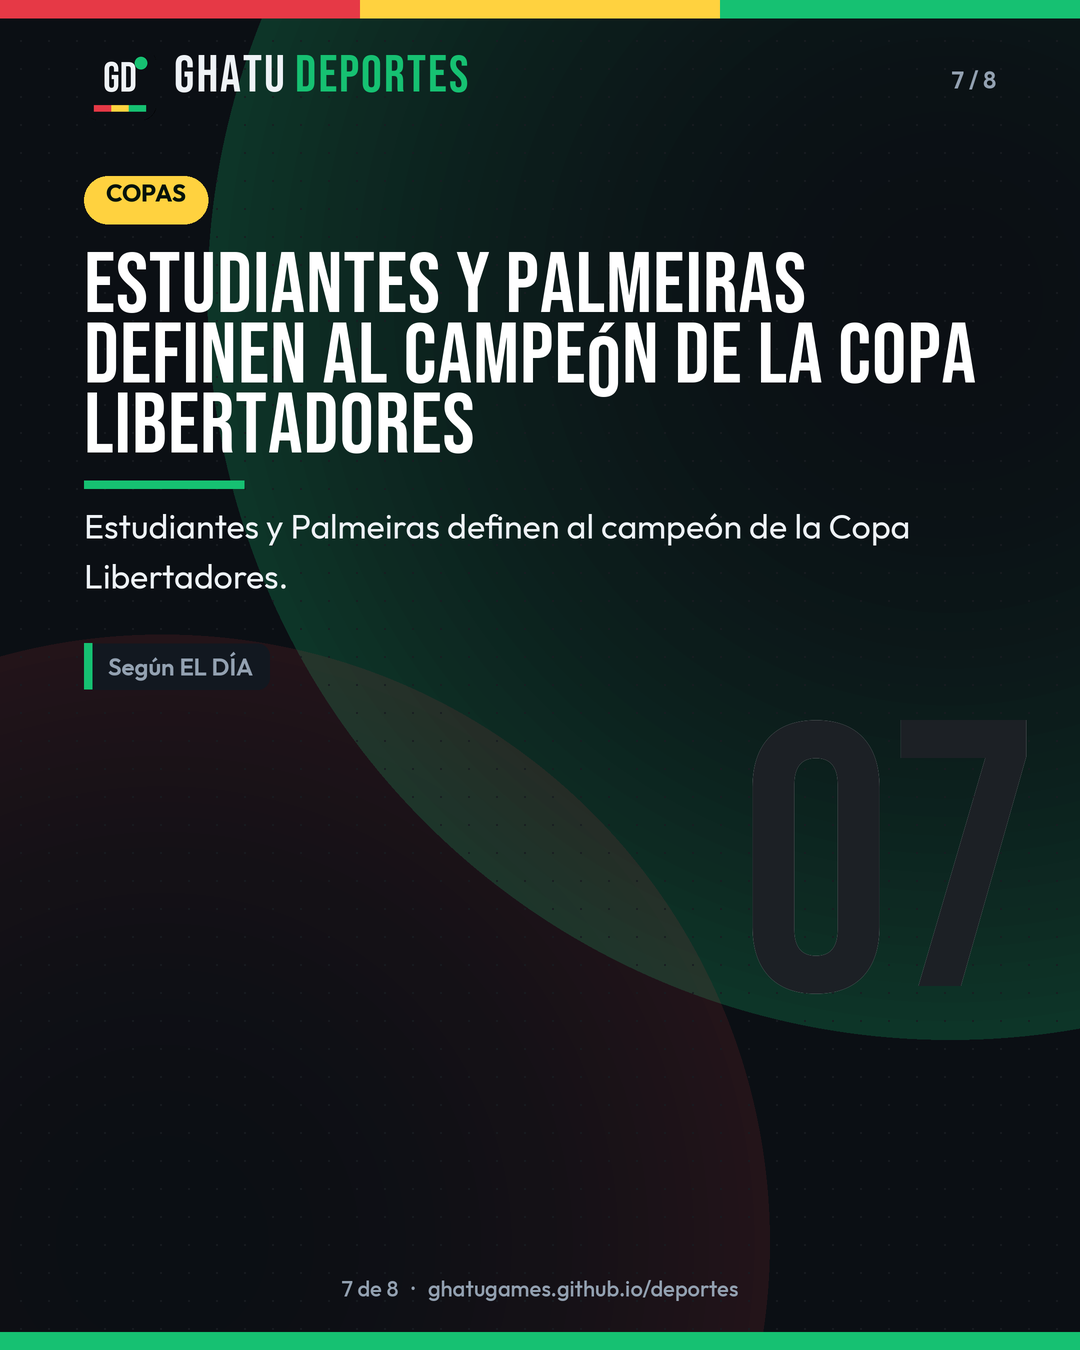 GD
GHATU DEPORTES
7 / 8
COPAS
ESTUDIANTES Y PALMEIRAS
DEFINEN AL CAMPEÓN DE LA COPA
LIBERTADORES
Estudiantes y Palmeiras definen al campeón de la Copa
Libertadores.
Según EL DÍA
07
7 de 8 · ghatugames.github.io/deportes